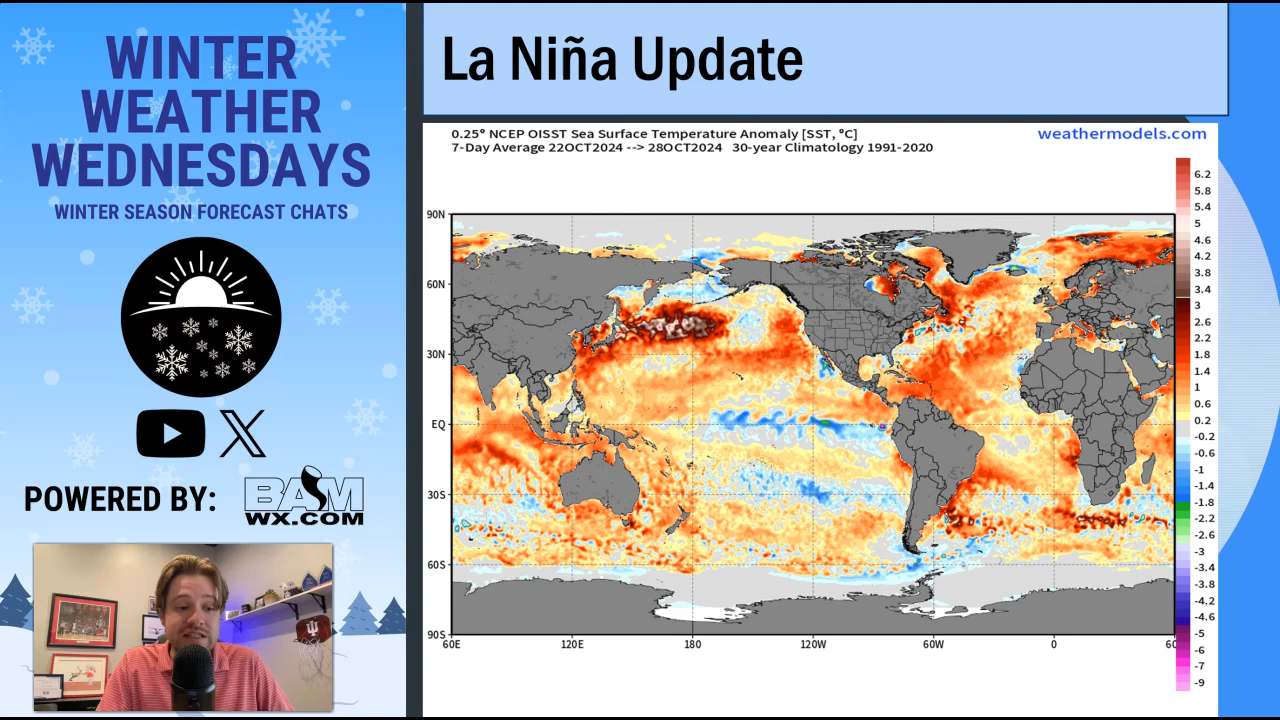 WINTER
WEATHER
WEDNESDAYS
WINTER SEASON FORECAST CHATS
POWERED BY:
BAM
WX.COM
La Niña Update
0.25° NCEP OISST Sea Surface Temperature Anomaly [SST, °C]
7-Day Average 22OCT2024 --> 28OCT2024 30-year Climatology 1991-2020
weathermodels.com
90N
60N
30N
EQ
30S
60S
90S
60E
120E
180
120W
60W
0
6.2
5.8
5.4
5
4.6
4.2
3.8
3.4
3
2.6
2.2
1.8
1.4
1
0.6
0.2
-0.2
-0.6
-1
-1.4
-1.8
-2.2
-2.6
-3
-3.4
-3.8
-4.2
-4.6
-5
-6
-7
-9